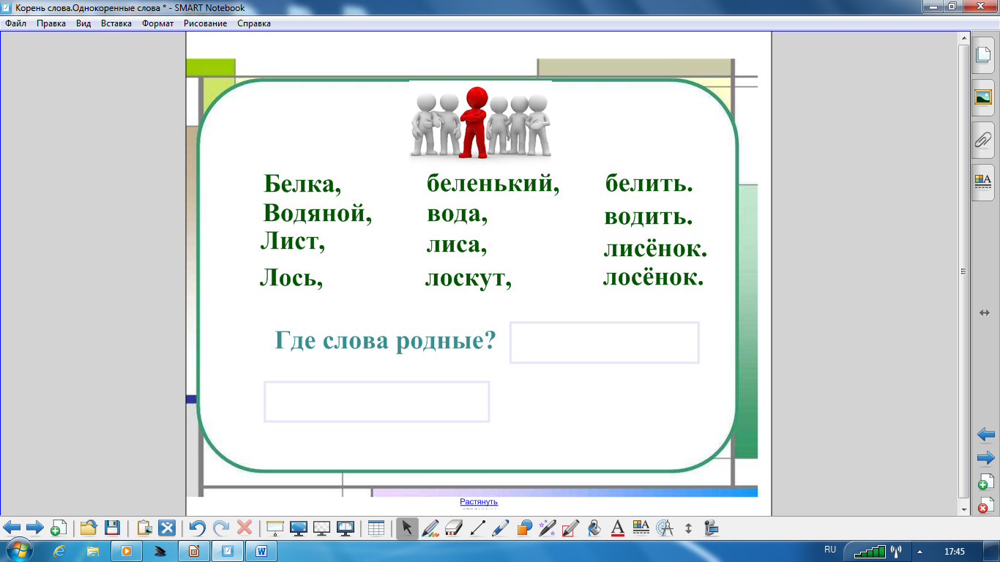 Корень слова.Однокоренные слова * - SMART Notebook
Файл Правка Вид Вставка Формат Рисование Справка
Белка, беленький, белить.
Водяной, вода, водить.
Лист, лиса, лисёнок.
Лось, лоскут, лосёнок.
Где слова родные?
Растянуть
RU 17:45